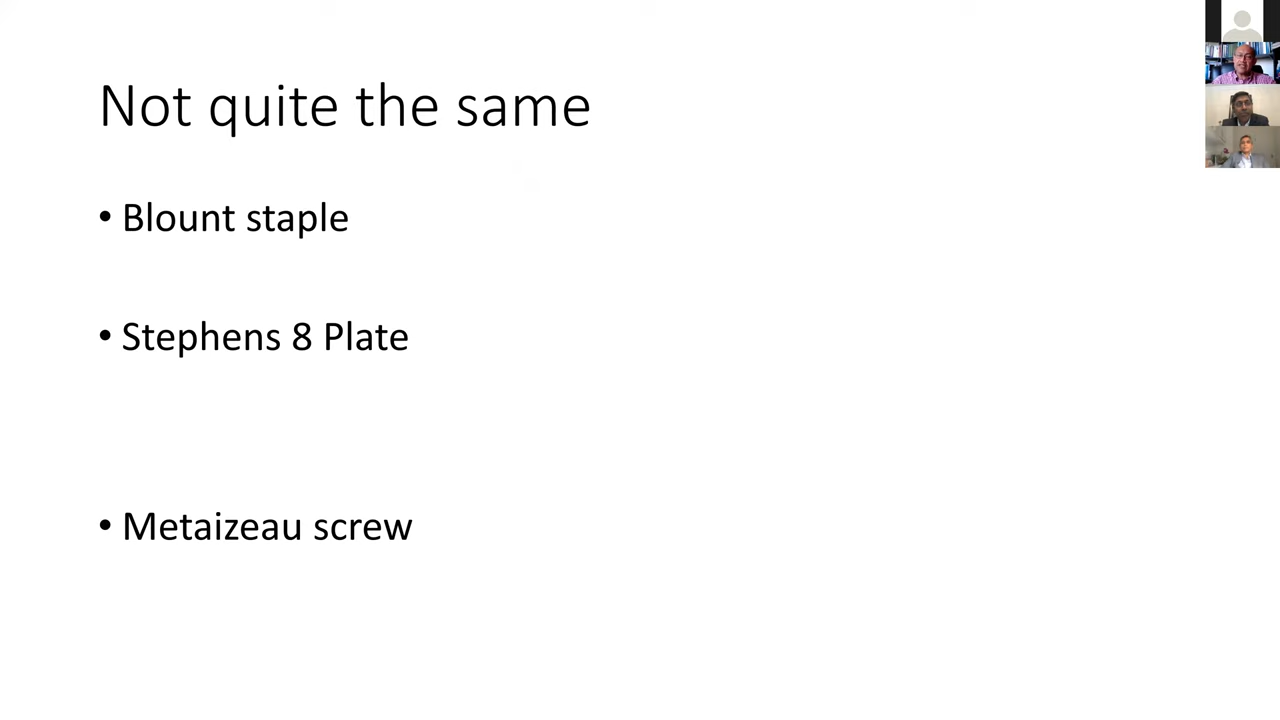 Not quite the same
• Blount staple
• Stephens 8 Plate
• Metaizeau screw